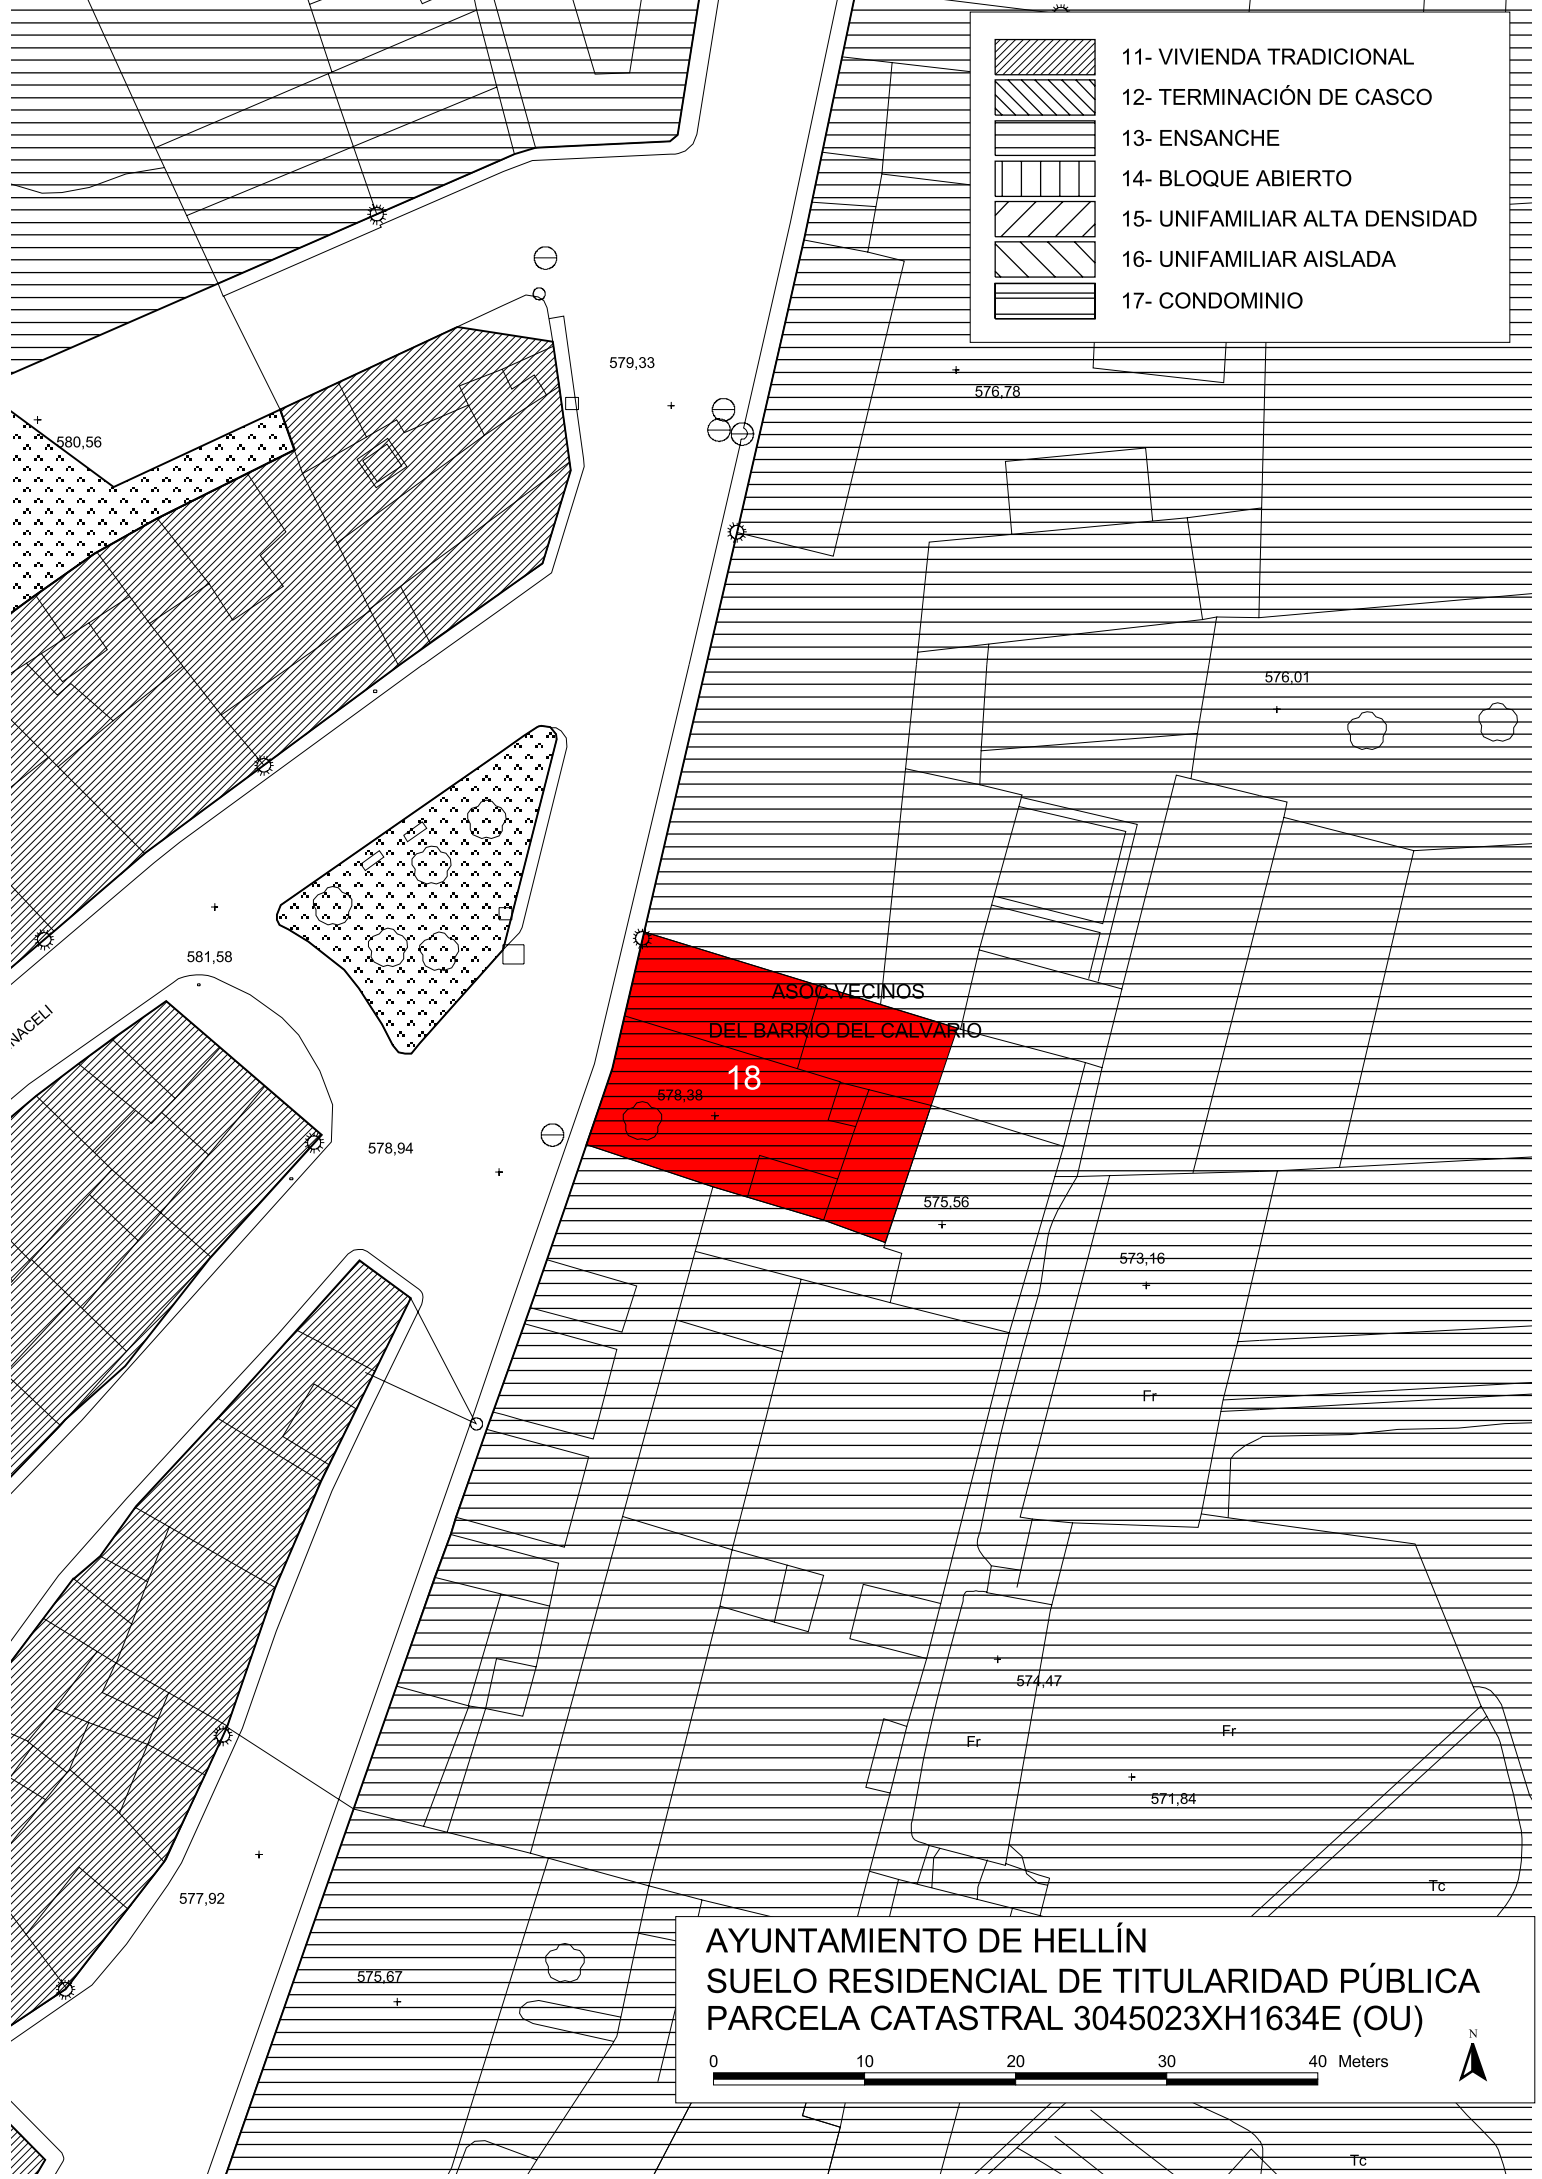 11- VIVIENDA TRADICIONAL
12- TERMINACIÓN DE CASCO
13- ENSANCHE
14- BLOQUE ABIERTO
15- UNIFAMILIAR ALTA DENSIDAD
16- UNIFAMILIAR AISLADA
17- CONDOMINIO
579,33
576,78
580,56
576,01
581,58
NACELI
ASOC.VECINOS
DEL BARRIO DEL CALVARIO
18
578,38
578,94
575,56
573,16
Fr
574,47
Fr
Fr
571,84
Tc
577,92
575,67
AYUNTAMIENTO DE HELLÍN
SUELO RESIDENCIAL DE TITULARIDAD PÚBLICA
PARCELA CATASTRAL 3045023XH1634E (OU)
N
0 10 20 30 40 Meters
Tc